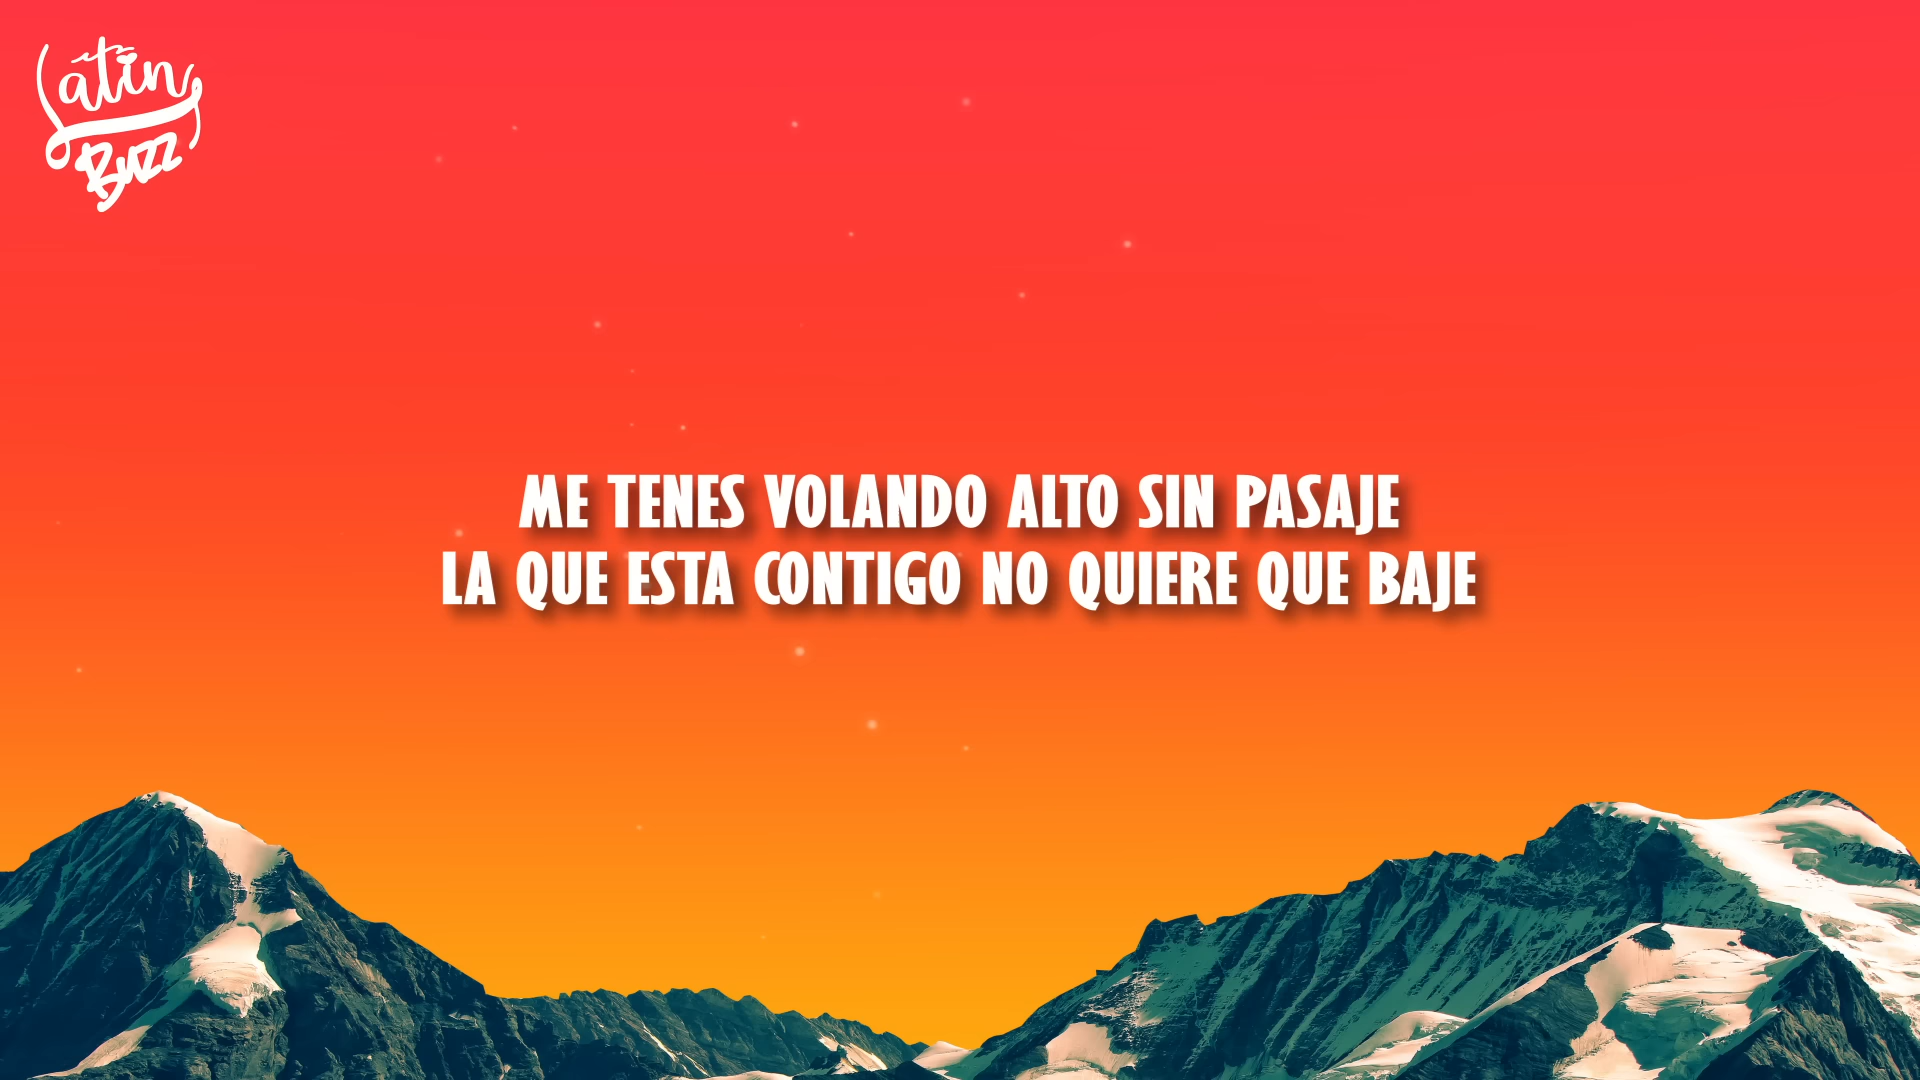 Latin
Buzz
ME TENES VOLANDO ALTO SIN PASAJE
LA QUE ESTA CONTIGO NO QUIERE QUE BAJE